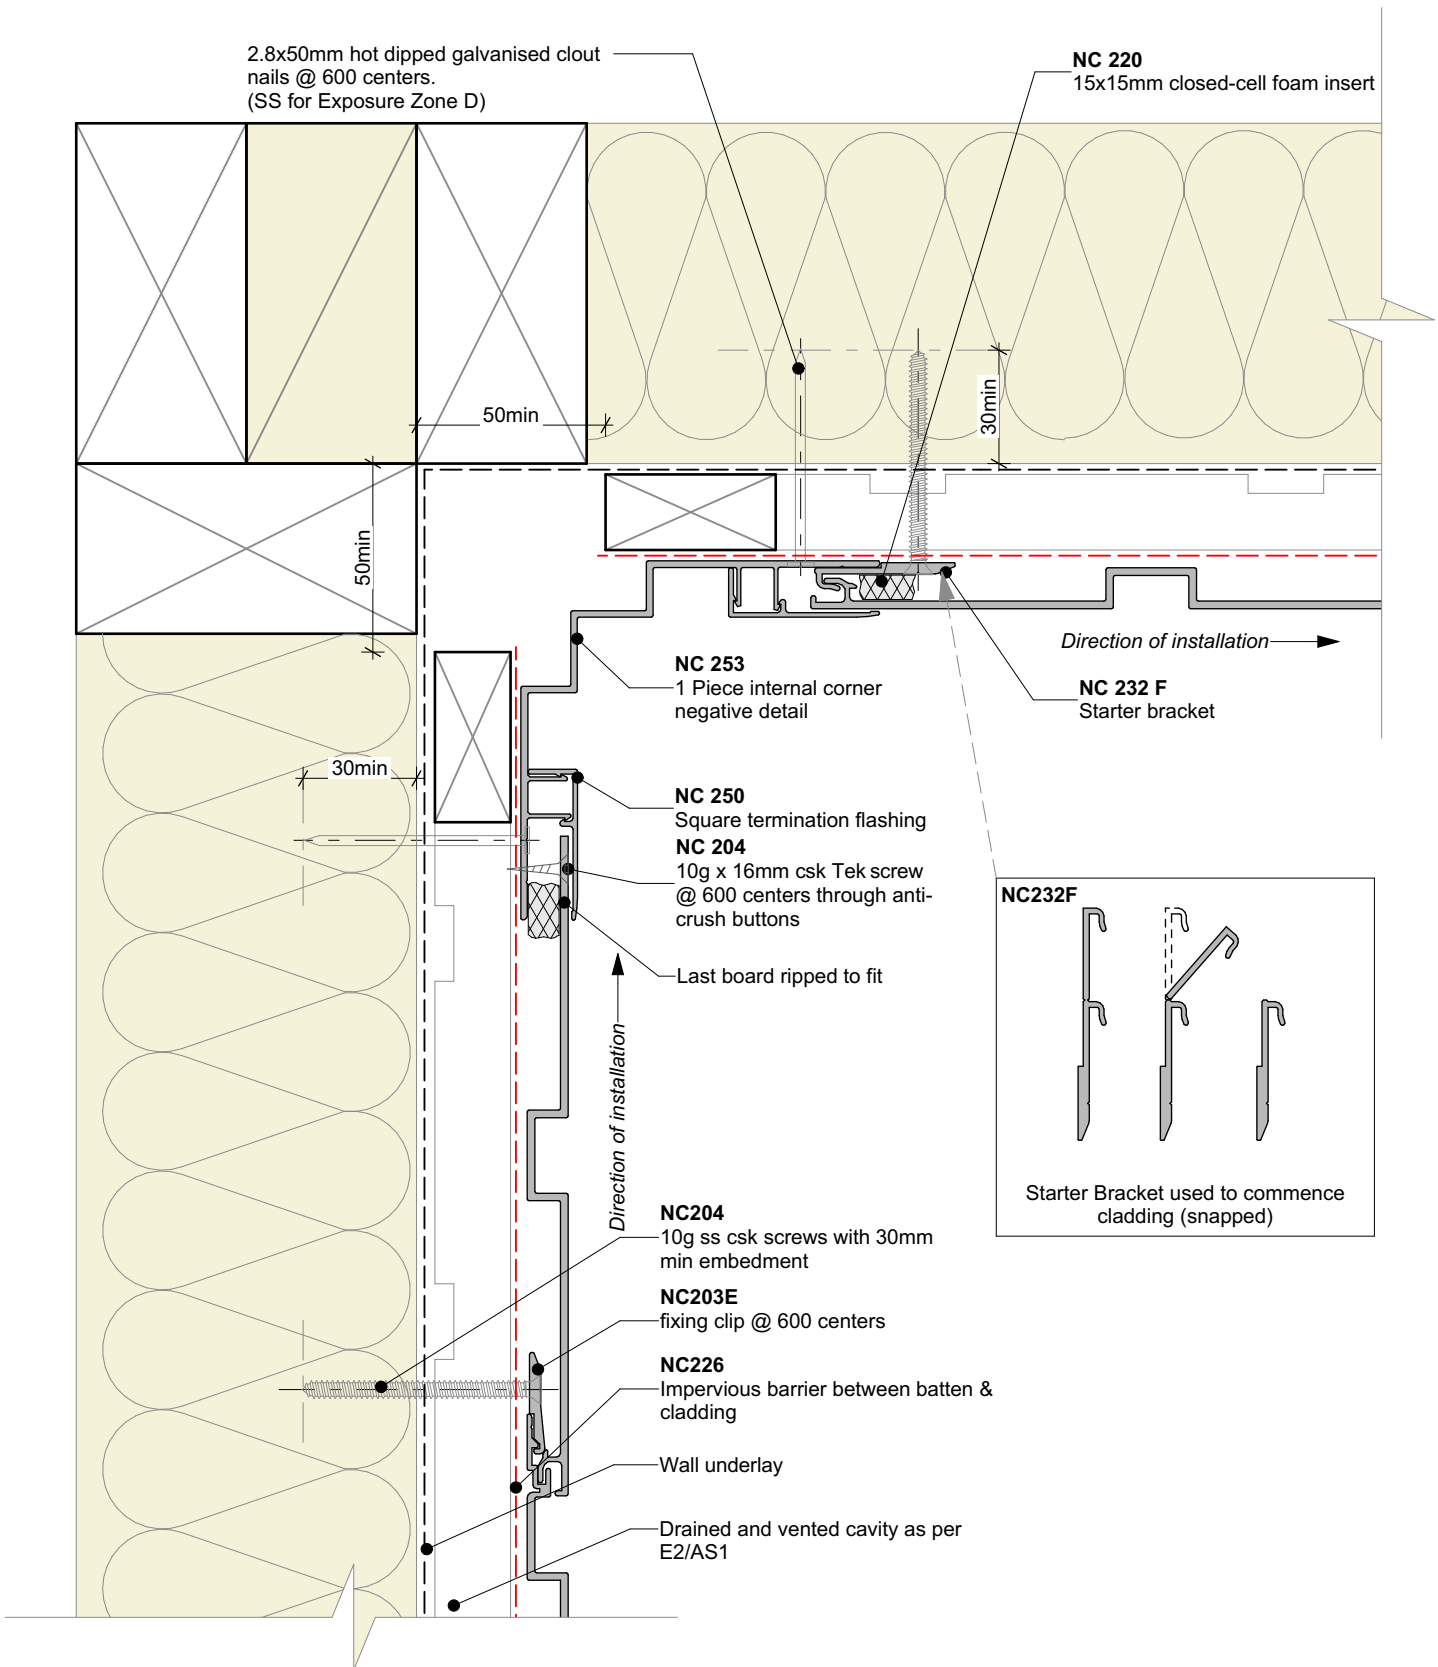 2.8x50mm hot dipped galvanised clout
nails @ 600 centers.
(SS for Exposure Zone D)
NC 220
15x15mm closed-cell foam insert
50min
30min
50min
Direction of installation
NC 253
1 Piece internal corner
negative detail
NC 232 F
Starter bracket
30min
NC 250
Square termination flashing
NC 204
10g x 16mm csk Tek screw
@ 600 centers through anti-
crush buttons
Last board ripped to fit
Direction of installation
NC232F
Starter Bracket used to commence
cladding (snapped)
NC204
10g ss csk screws with 30mm
min embedment
NC203E
fixing clip @ 600 centers
NC226
Impervious barrier between batten &
cladding
Wall underlay
Drained and vented cavity as per
E2/AS1